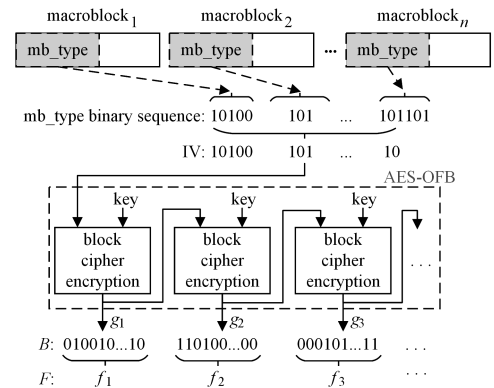 macroblock1 macroblock2 macroblockn
mb_type mb_type ... mb_type
mb_type binary sequence: 10100 101 ... 101101
IV: 10100 101 ... 10
AES-OFB
key key key
block cipher encryption block cipher encryption block cipher encryption ...
g1 g2 g3
B: 010010...10 110100...00 000101...11 ...
F: f1 f2 f3 ...